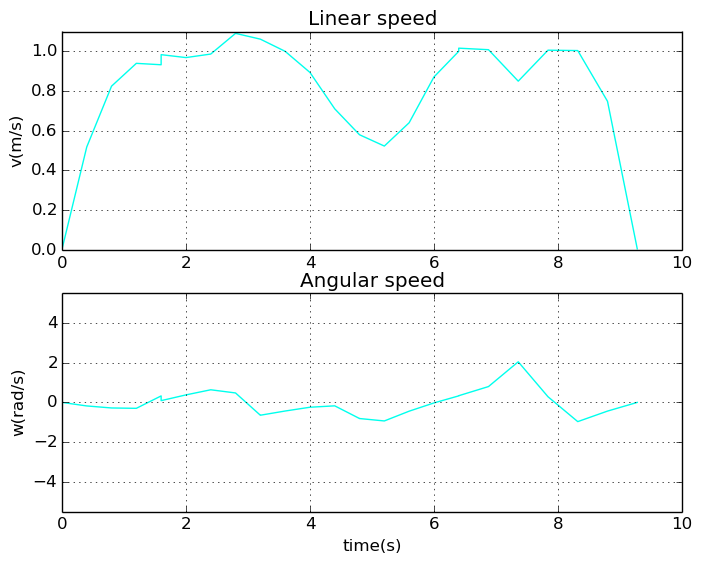 Linear speed
v(m/s)
1.0
0.8
0.6
0.4
0.2
0.0
0 2 4 6 8 10
Angular speed
w(rad/s)
4
2
0
−2
−4
0 2 4 6 8 10
time(s)